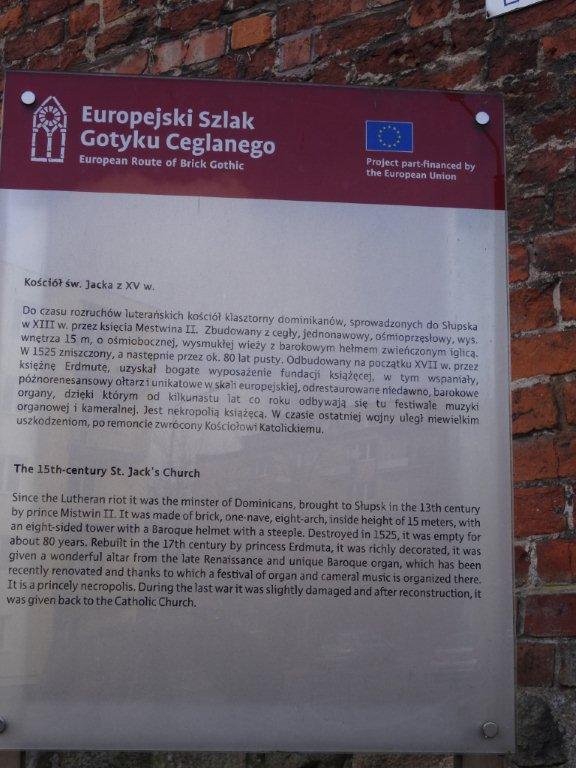 Europejski Szlak
Gotyku Ceglanego
European Route of Brick Gothic
Project part-financed by
the European Union
Kościół św. Jacka z XV w.
Do czasu rozruchów luterańskich kościół klasztorny dominikanów, sprowadzonych do Słupska
w XIII w. przez księcia Mestwina II. Zbudowany z cegły, jednonawowy, ośmioprzęsłowy, wys.
wnętrza 15 m, o ośmiobocznej, wysmukłej wieży z barokowym hełmem zwieńczonym iglicą.
W 1525 zniszczony, a następnie przez ok. 80 lat pusty. Odbudowany na początku XVII w. przez
księżnę Erdmutę, uzyskał bogate wyposażenie fundacji książęcej, w tym wspaniały,
późnorenesansowy ołtarz i unikatowe w skali europejskiej, odrestaurowane niedawno, barokowe
organy, dzięki którym od kilkunastu lat co roku odbywają się tu festiwale muzyki
organowej i kameralnej. Jest nekropolią książęcą. W czasie ostatniej wojny uległ niewielkim
uszkodzeniom, po remoncie zwrócony Kościołowi Katolickiemu.
The 15th-century St. Jack's Church
Since the Lutheran riot it was the minster of Dominicans, brought to Słupsk in the 13th century
by prince Mistwin II. It was made of brick, one-nave, eight-arch, inside height of 15 meters, with
an eight-sided tower with a Baroque helmet with a steeple. Destroyed in 1525, it was empty for
about 80 years. Rebuilt in the 17th century by princess Erdmuta, it was richly decorated, it was
given a wonderful altar from the late Renaissance and unique Baroque organ, which has been
recently renovated and thanks to which a festival of organ and cameral music is organized there.
It is a princely necropolis. During the last war it was slightly damaged and after reconstruction, it
was given back to the Catholic Church.